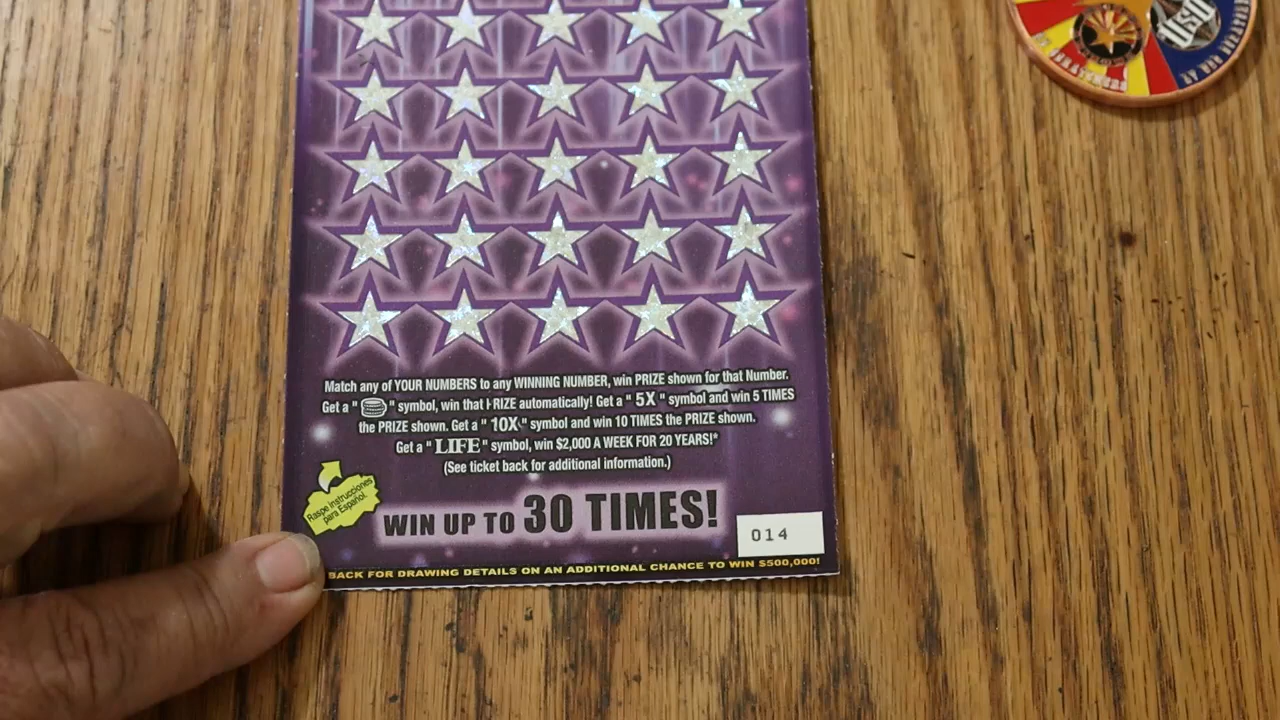 Match any of YOUR NUMBERS to any WINNING NUMBER, win PRIZE shown for that Number.
Get a " " symbol, win that PRIZE automatically! Get a " 5X " symbol and win 5 TIMES
the PRIZE shown. Get a " 10X " symbol and win 10 TIMES the PRIZE shown.
Get a " LIFE " symbol, win $2,000 A WEEK FOR 20 YEARS!*
(See ticket back for additional information.)
Raspe instrucciones
para Español.
WIN UP TO 30 TIMES!
014
BACK FOR DRAWING DETAILS ON AN ADDITIONAL CHANCE TO WIN $500,000!
USO